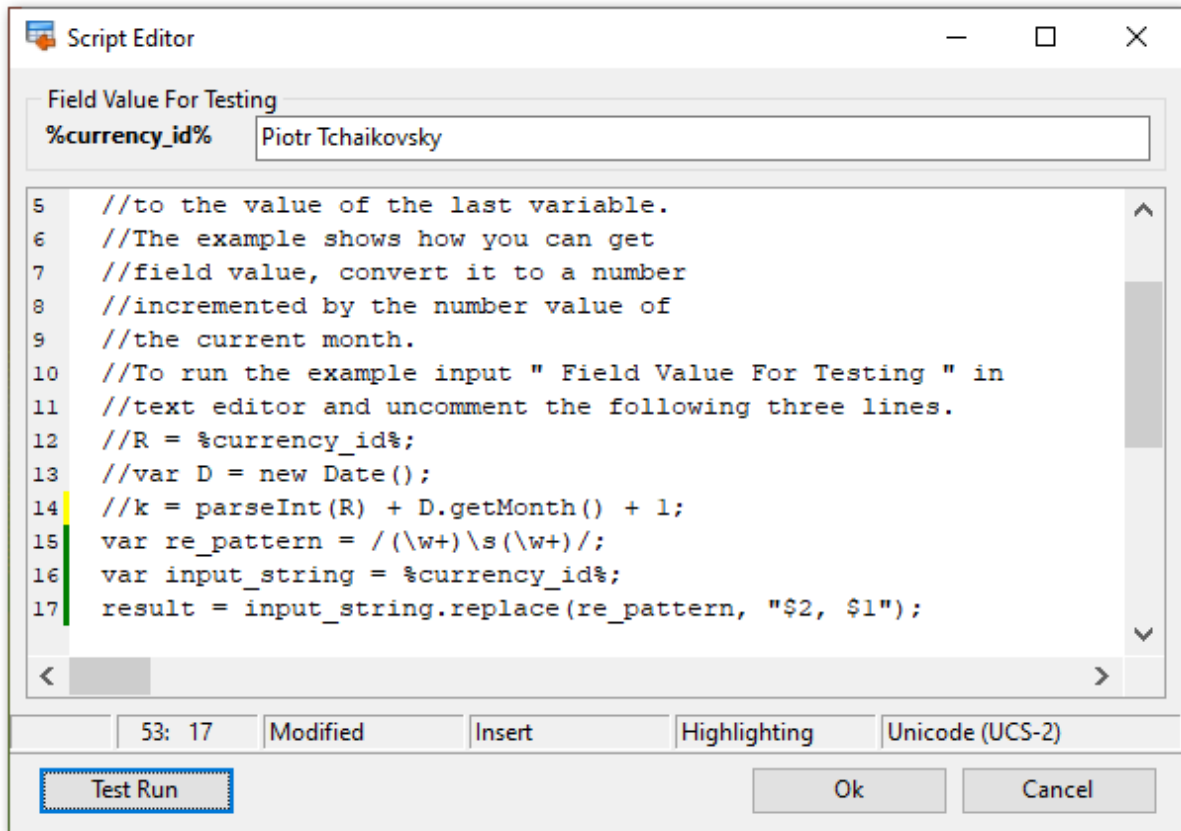 Script Editor
Field Value For Testing
%currency_id% Piotr Tchaikovsky
5 //to the value of the last variable.
6 //The example shows how you can get
7 //field value, convert it to a number
8 //incremented by the number value of
9 //the current month.
10 //To run the example input " Field Value For Testing " in
11 //text editor and uncomment the following three lines.
12 //R = %currency_id%;
13 //var D = new Date();
14 //k = parseInt(R) + D.getMonth() + 1;
15 var re_pattern = /(\w+)\s(\w+)/;
16 var input_string = %currency_id%;
17 result = input_string.replace(re_pattern, "$2, $1");
53: 17 Modified Insert Highlighting Unicode (UCS-2)
Test Run Ok Cancel